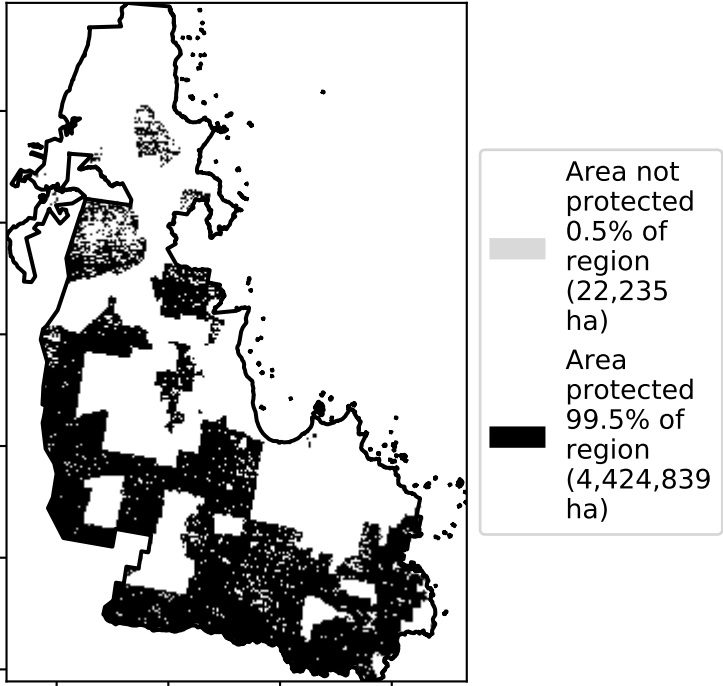 Area not
protected
0.5% of
region
(22,235
ha)
Area
protected
99.5% of
region
(4,424,839
ha)